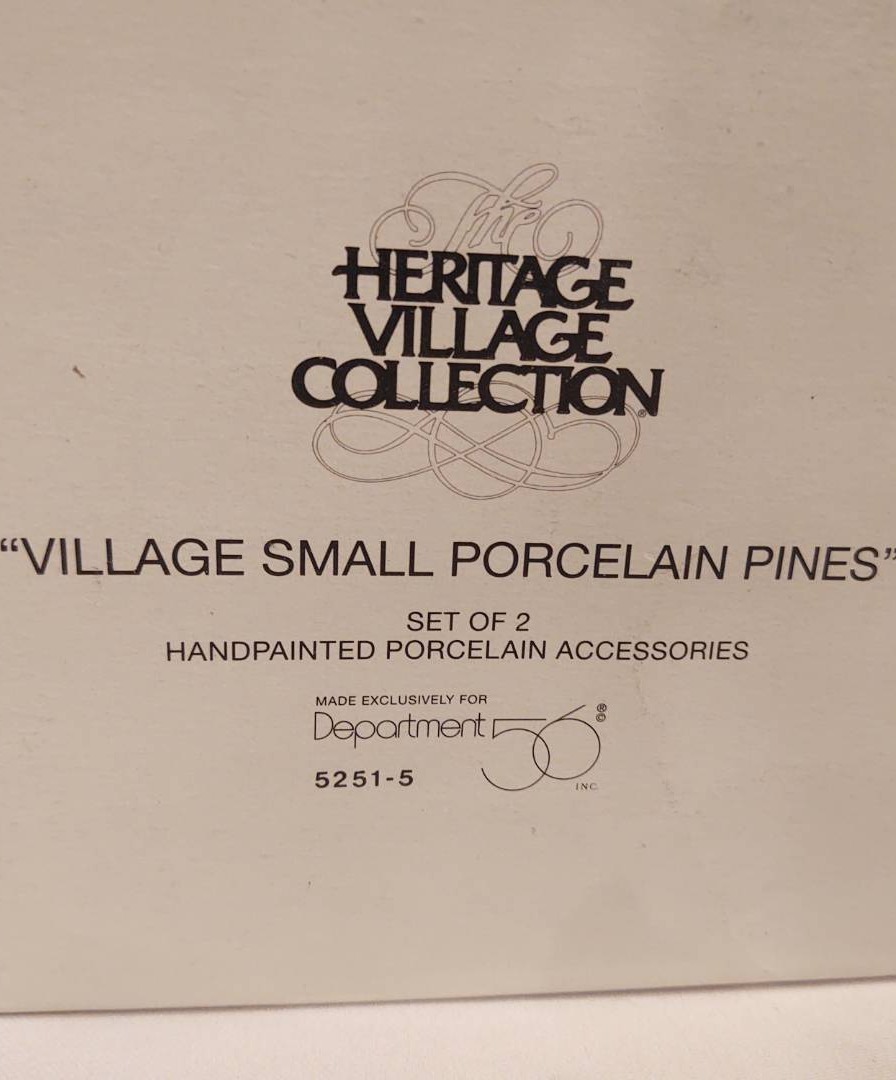 The
HERITAGE
VILLAGE
COLLECTION®
“VILLAGE SMALL PORCELAIN PINES”
SET OF 2
HANDPAINTED PORCELAIN ACCESSORIES
MADE EXCLUSIVELY FOR
Department 56 ® ©
INC.
5251-5